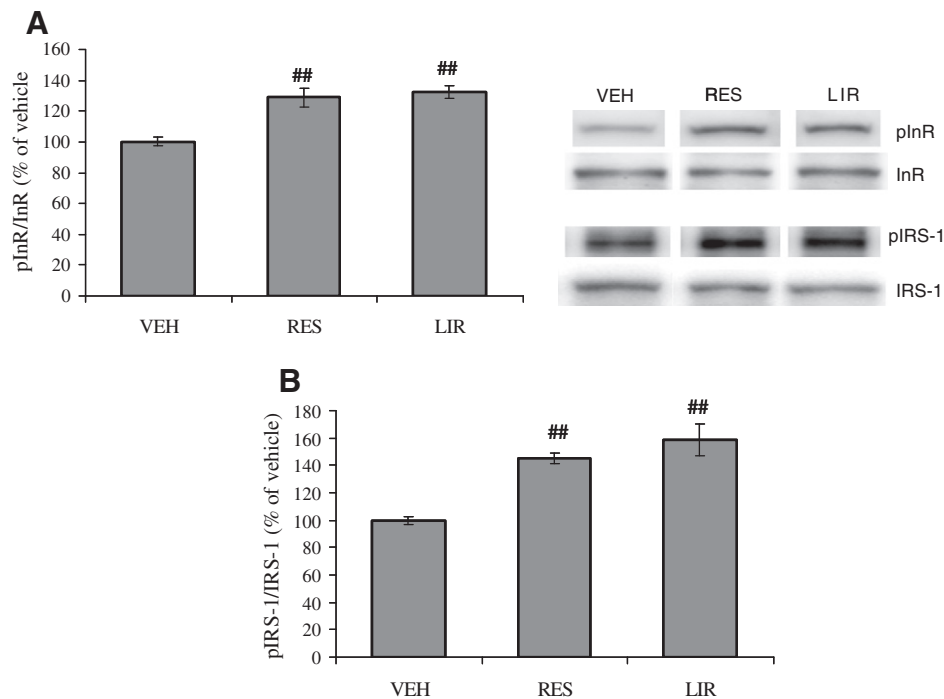 A
pInR/InR (% of vehicle)
160
140
120
100
80
60
40
20
0
##
##
VEH
RES
LIR
VEH
RES
LIR
pInR
InR
pIRS-1
IRS-1
B
pIRS-1/IRS-1 (% of vehicle)
180
160
140
120
100
80
60
40
20
0
##
##
VEH
RES
LIR